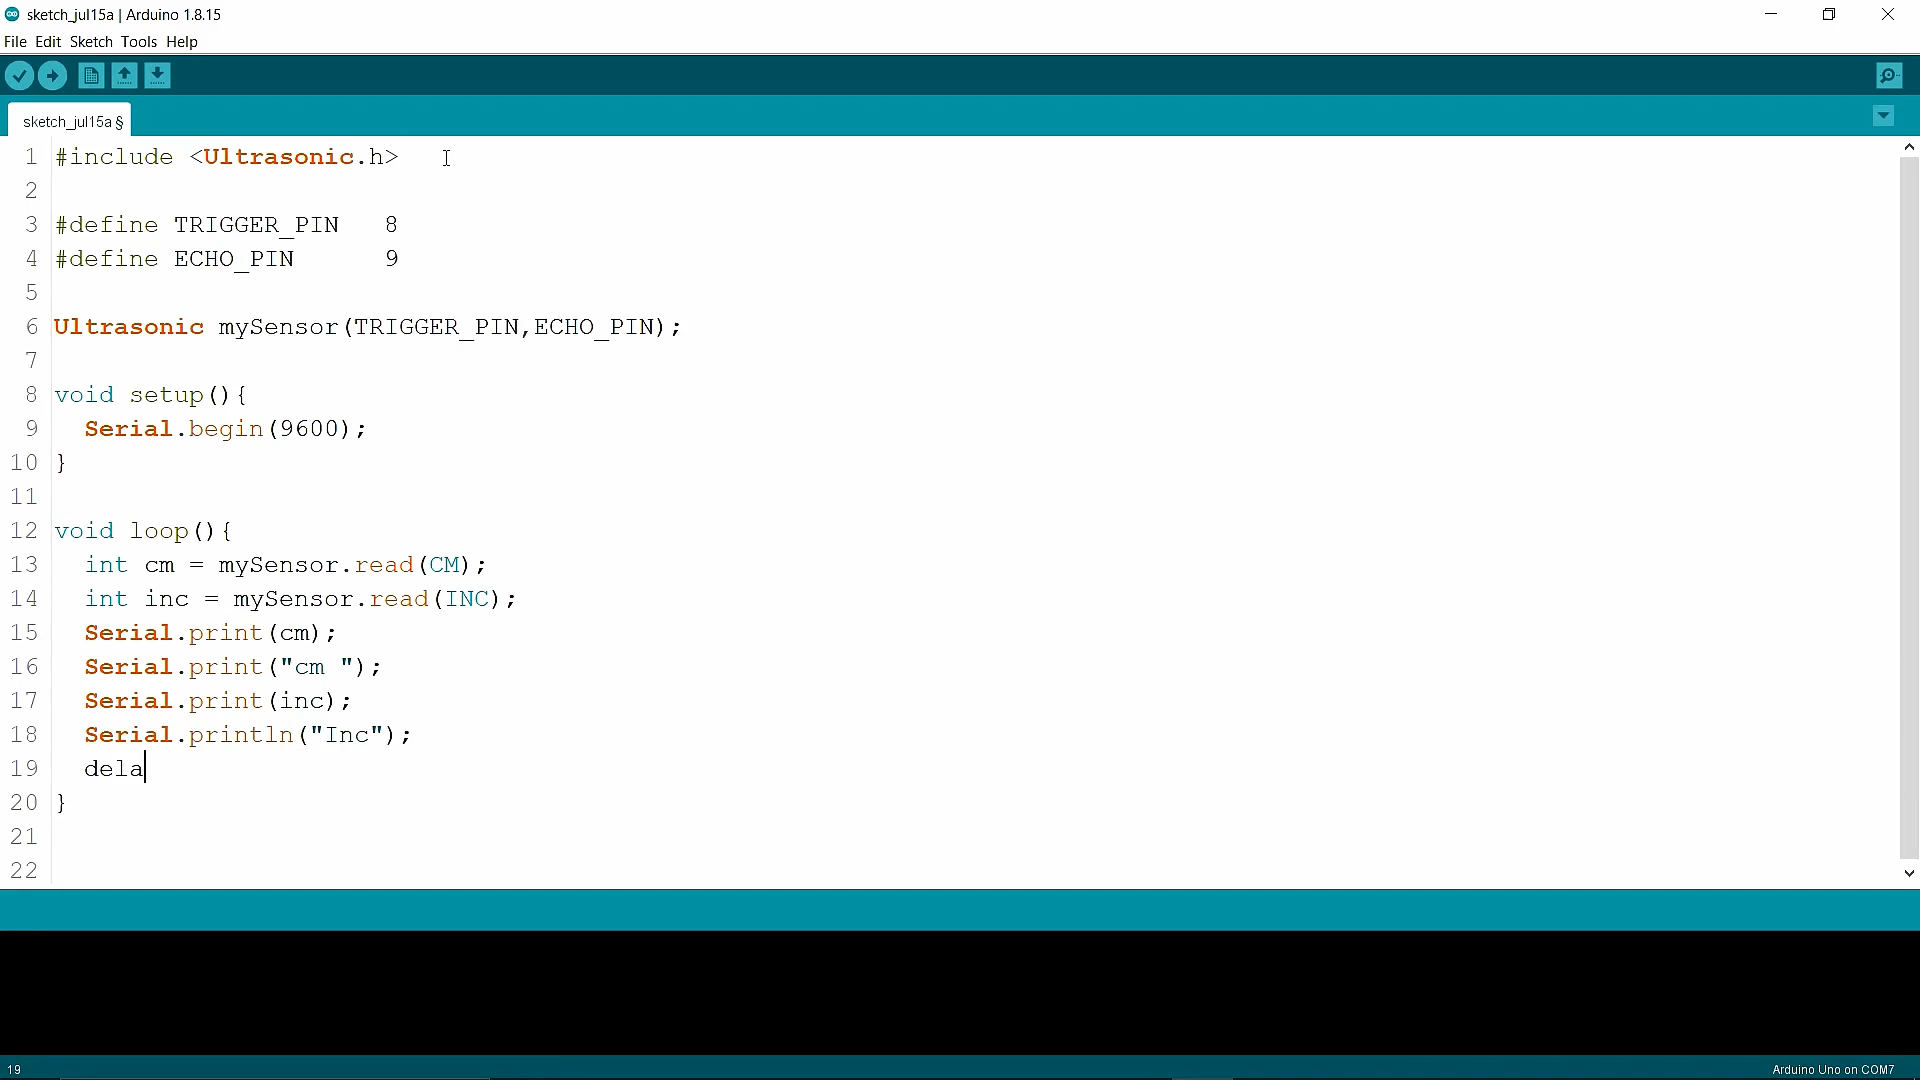 sketch_jul15a | Arduino 1.8.15
File Edit Sketch Tools Help
sketch_jul15a §
1 #include <Ultrasonic.h>
2
3 #define TRIGGER_PIN   8
4 #define ECHO_PIN      9
5
6 Ultrasonic mySensor(TRIGGER_PIN,ECHO_PIN);
7
8 void setup(){
9   Serial.begin(9600);
10 }
11
12 void loop(){
13   int cm = mySensor.read(CM);
14   int inc = mySensor.read(INC);
15   Serial.print(cm);
16   Serial.print("cm ");
17   Serial.print(inc);
18   Serial.println("Inc");
19   dela
20 }
21
22
19
Arduino Uno on COM7